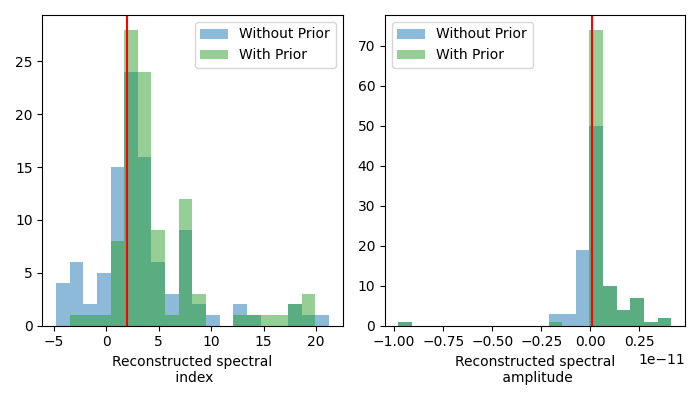 Without Prior
With Prior
25
20
15
10
5
0
−5
0
5
10
15
20
Reconstructed spectral
index
Without Prior
With Prior
70
60
50
40
30
20
10
0
−1.00
−0.75
−0.50
−0.25
0.00
0.25
1e−11
Reconstructed spectral
amplitude